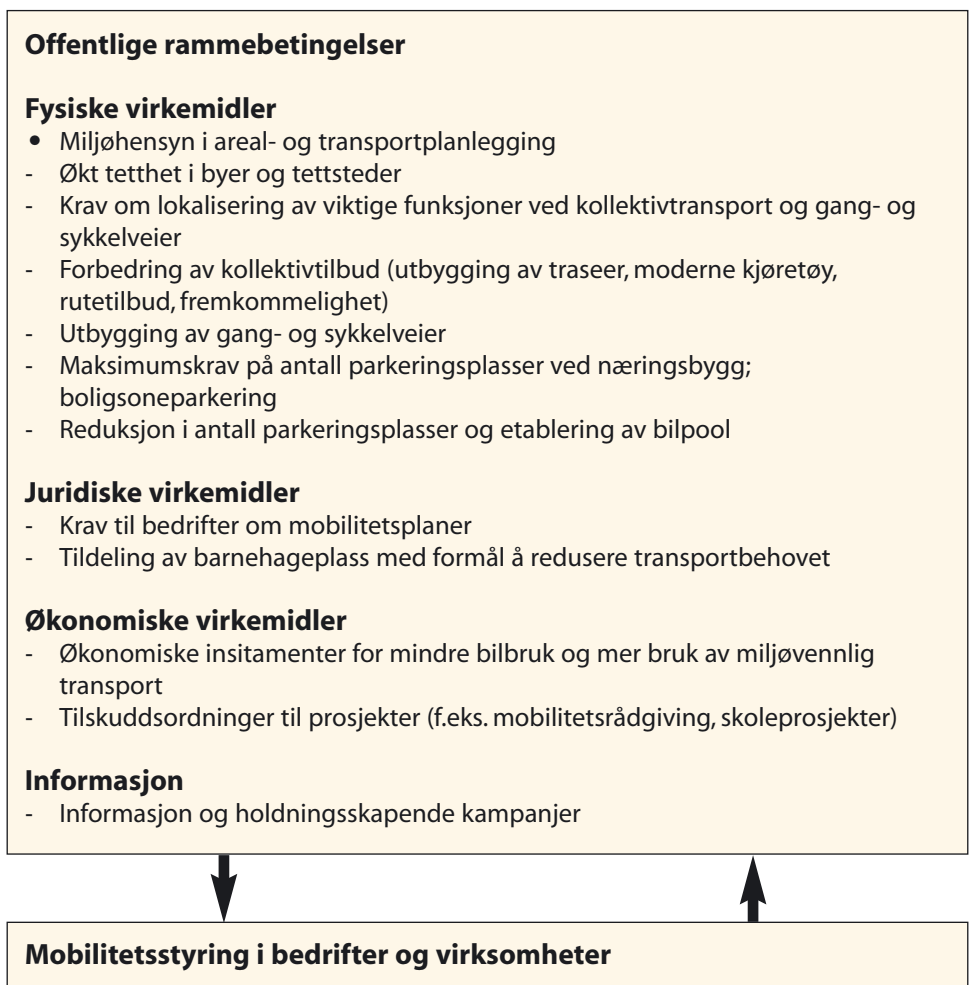 Offentlige rammebetingelser
Fysiske virkemidler
• Miljøhensyn i areal- og transportplanlegging
- Økt tetthet i byer og tettsteder
- Krav om lokalisering av viktige funksjoner ved kollektivtransport og gang- og
sykkelveier
- Forbedring av kollektivtilbud (utbygging av traseer, moderne kjøretøy,
rutetilbud, fremkommelighet)
- Utbygging av gang- og sykkelveier
- Maksimumskrav på antall parkeringsplasser ved næringsbygg;
boligsoneparkering
- Reduksjon i antall parkeringsplasser og etablering av bilpool
Juridiske virkemidler
- Krav til bedrifter om mobilitetsplaner
- Tildeling av barnehageplass med formål å redusere transportbehovet
Økonomiske virkemidler
- Økonomiske insitamenter for mindre bilbruk og mer bruk av miljøvennlig
transport
- Tilskuddsordninger til prosjekter (f.eks. mobilitetsrådgiving, skoleprosjekter)
Informasjon
- Informasjon og holdningsskapende kampanjer
Mobilitetsstyring i bedrifter og virksomheter